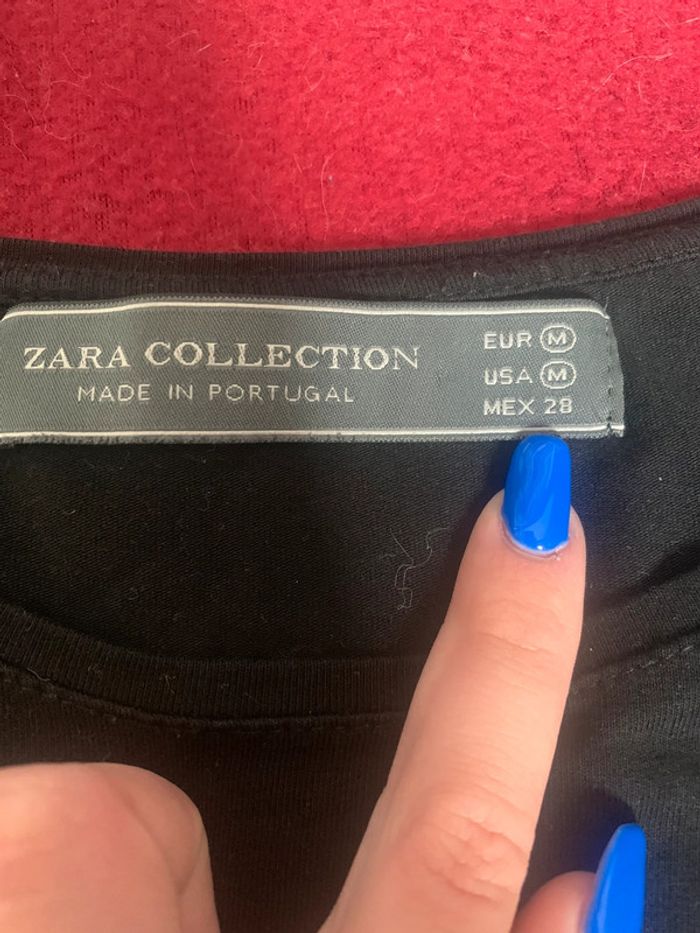 ZARA COLLECTION
MADE IN PORTUGAL
EUR M
USA M
MEX 28